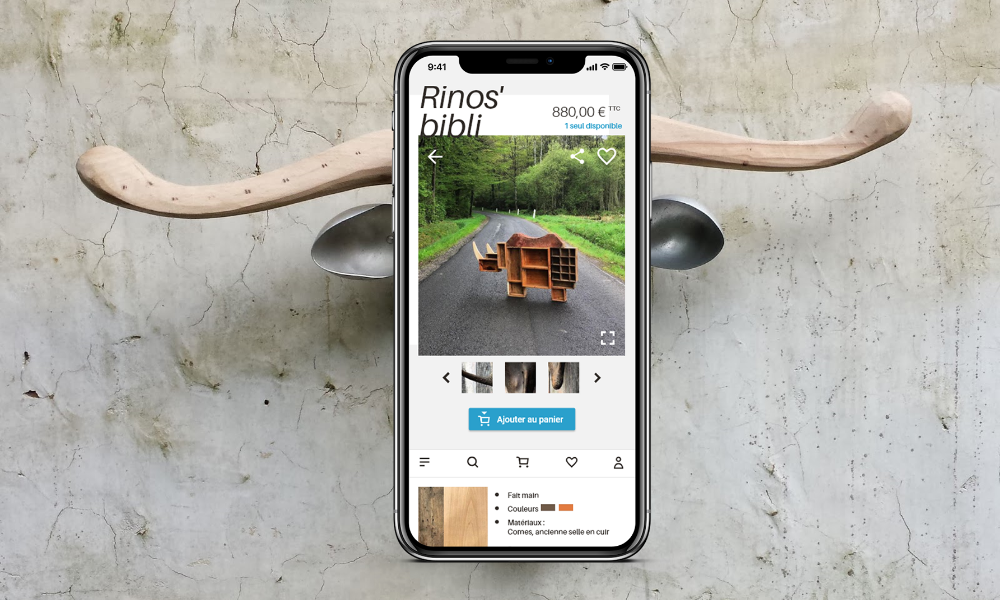 9:41
Rinos'
bibli
880,00 € TTC
1 seul disponible
Ajouter au panier
Fait main
Couleurs
Matériaux :
Cornes, ancienne selle en cuir